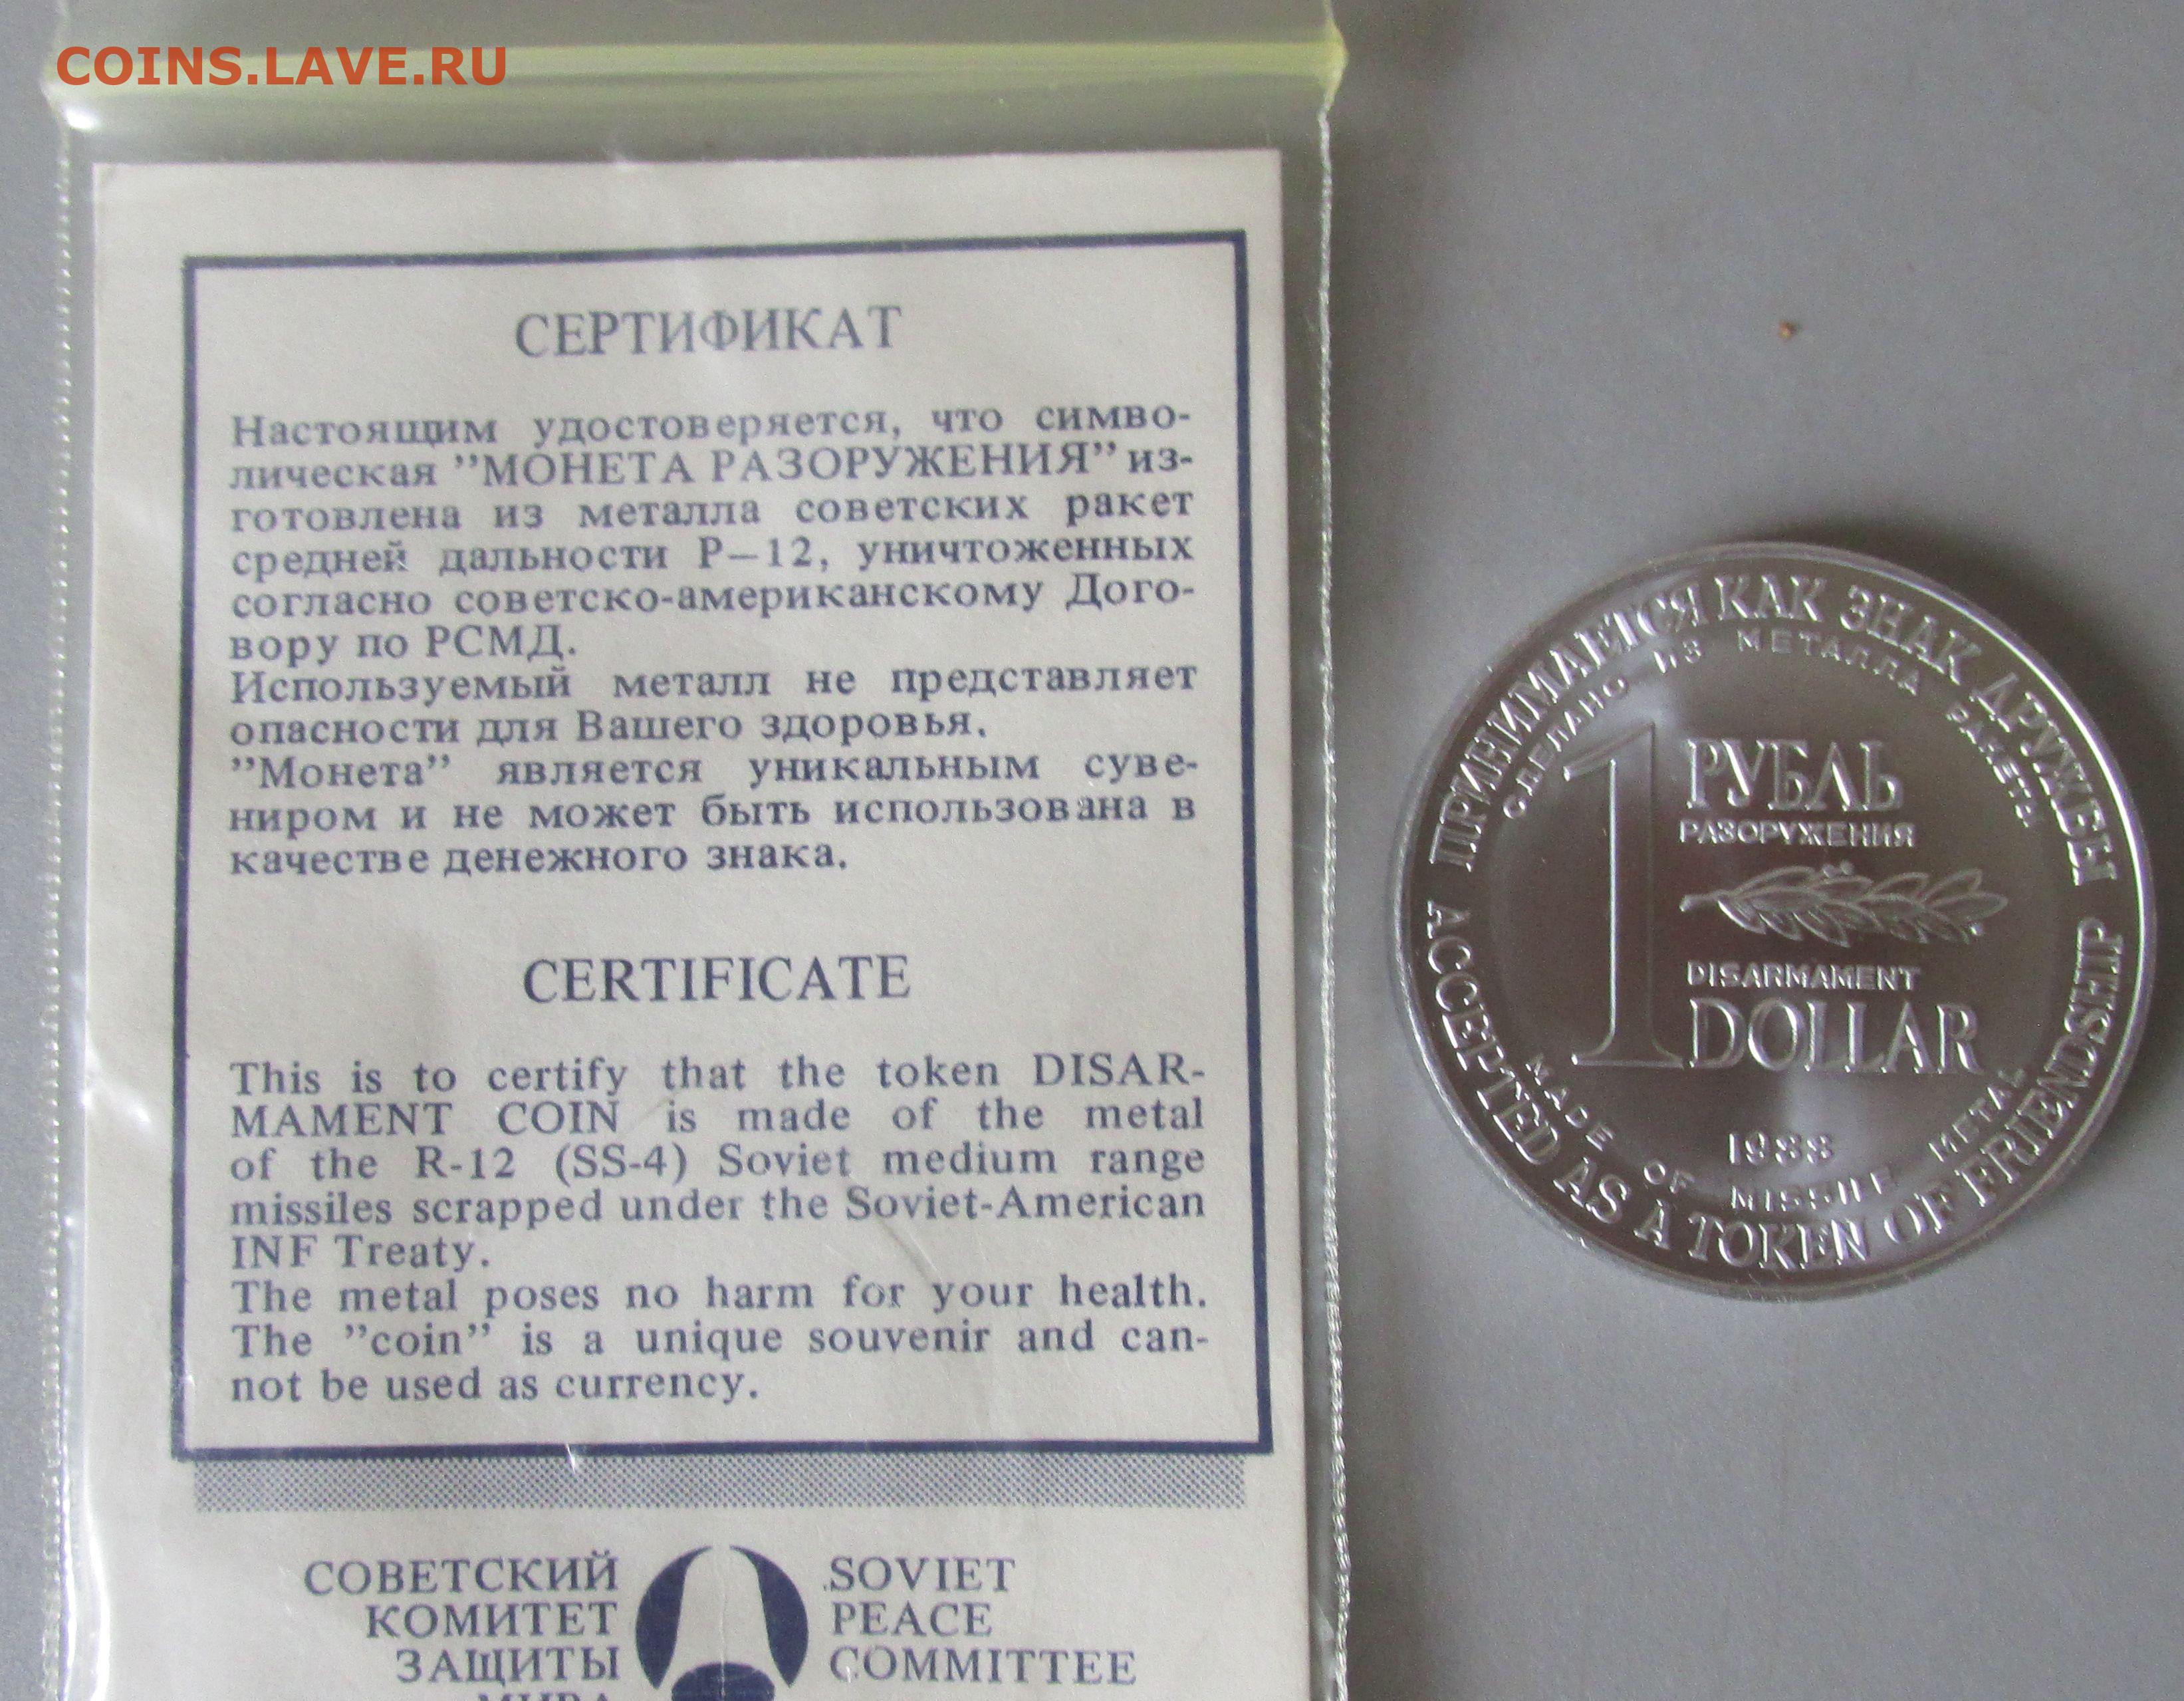 COINS.LAVE.RU
СЕРТИФИКАТ
Настоящим удостоверяется, что симво-
лическая ”МОНЕТА РАЗОРУЖЕНИЯ” из-
готовлена из металла советских ракет
средней дальности Р—12, уничтоженных
согласно советско-американскому Дого-
вору по РСМД.
Используемый металл не представляет
опасности для Вашего здоровья.
”Монета” является уникальным суве-
ниром и не может быть использована в
качестве денежного знака.
CERTIFICATE
This is to certify that the token DISAR-
MAMENT COIN is made of the metal
of the R-12 (SS-4) Soviet medium range
missiles scrapped under the Soviet-American
INF Treaty.
The metal poses no harm for your health.
The ”coin” is a unique souvenir and can-
not be used as currency.
СОВЕТСКИЙ
КОМИТЕТ
ЗАЩИТЫ
МИРА
SOVIET
PEACE
COMMITTEE
ПРИНИМАЕТСЯ КАК ЗНАК ДРУЖБЫ
СДЕЛАНО ИЗ МЕТАЛЛА РАКЕТЫ
1 РУБЛЬ
РАЗОРУЖЕНИЯ
DISARMAMENT
DOLLAR
1988
MADE OF MISSILE METAL
ACCEPTED AS A TOKEN OF FRIENDSHIP